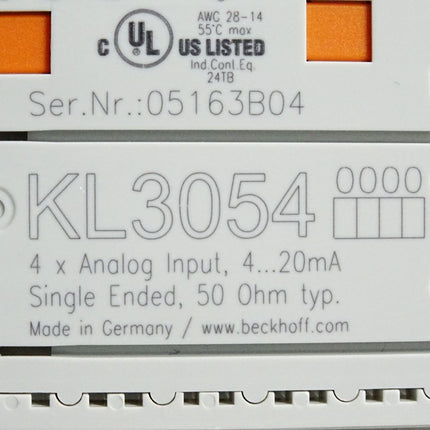 AWC 28-14
55°C max
C UL US LISTED
Ind.Cont.Eq.
24TB
Ser.Nr.:05163B04
KL3054 0000
4 x Analog Input, 4...20mA
Single Ended, 50 Ohm typ.
Made in Germany / www.beckhoff.com